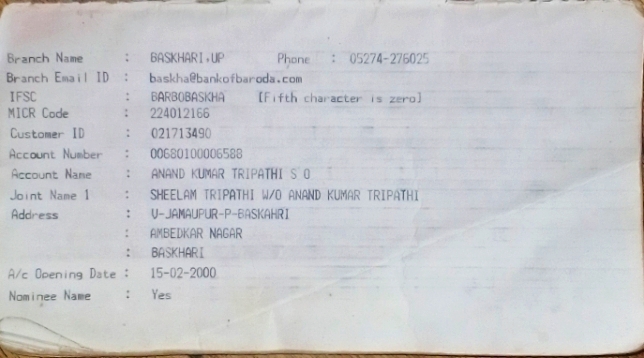 Branch Name : BASKHARI,UP Phone : 05274-276025
Branch Email ID : baskha@bankofbaroda.com
IFSC : BARB0BASKHA [Fifth character is zero]
MICR Code : 224012166
Customer ID : 021713490
Account Number : 00680100006588
Account Name : ANAND KUMAR TRIPATHI S O
Joint Name 1 : SHEELAM TRIPATHI W/O ANAND KUMAR TRIPATHI
Address : V-JAMAUPUR-P-BASKAHRI
: AMBEDKAR NAGAR
: BASKHARI
A/c Opening Date : 15-02-2000
Nominee Name : Yes